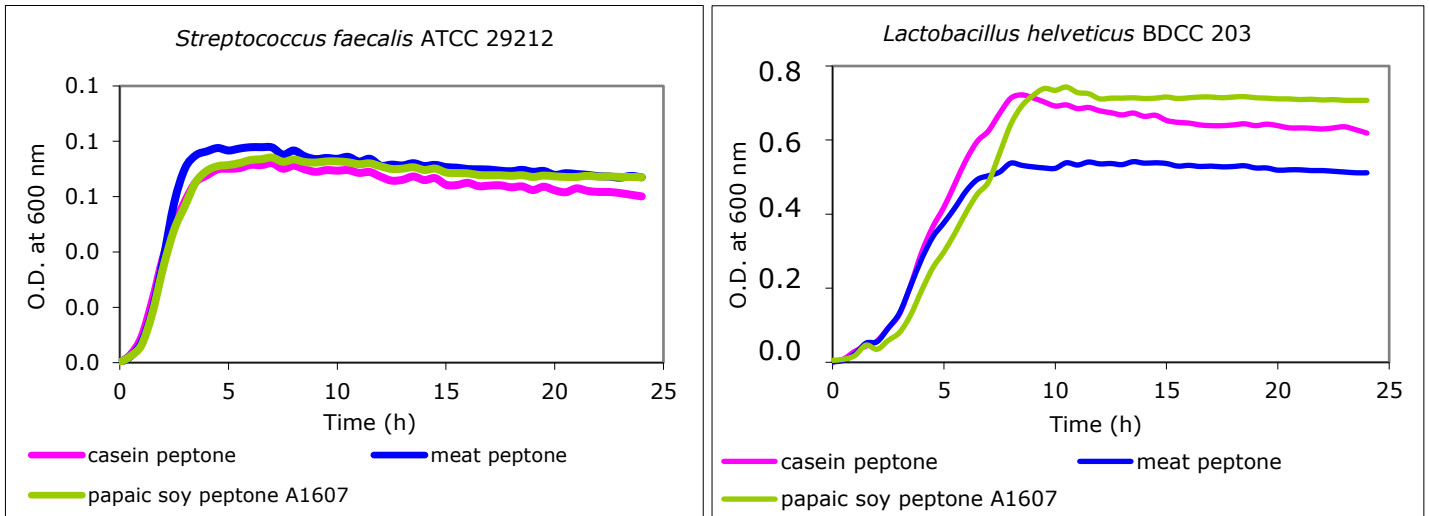 Streptococcus faecalis ATCC 29212
0.1
0.1
0.1
0.0
0.0
0.0
O.D. at 600 nm
0 5 10 15 20 25
Time (h)
casein peptone meat peptone
papaic soy peptone A1607
Lactobacillus helveticus BDCC 203
0.8
0.6
0.4
0.2
0.0
O.D. at 600 nm
0 5 10 15 20 25
Time (h)
casein peptone meat peptone
papaic soy peptone A1607